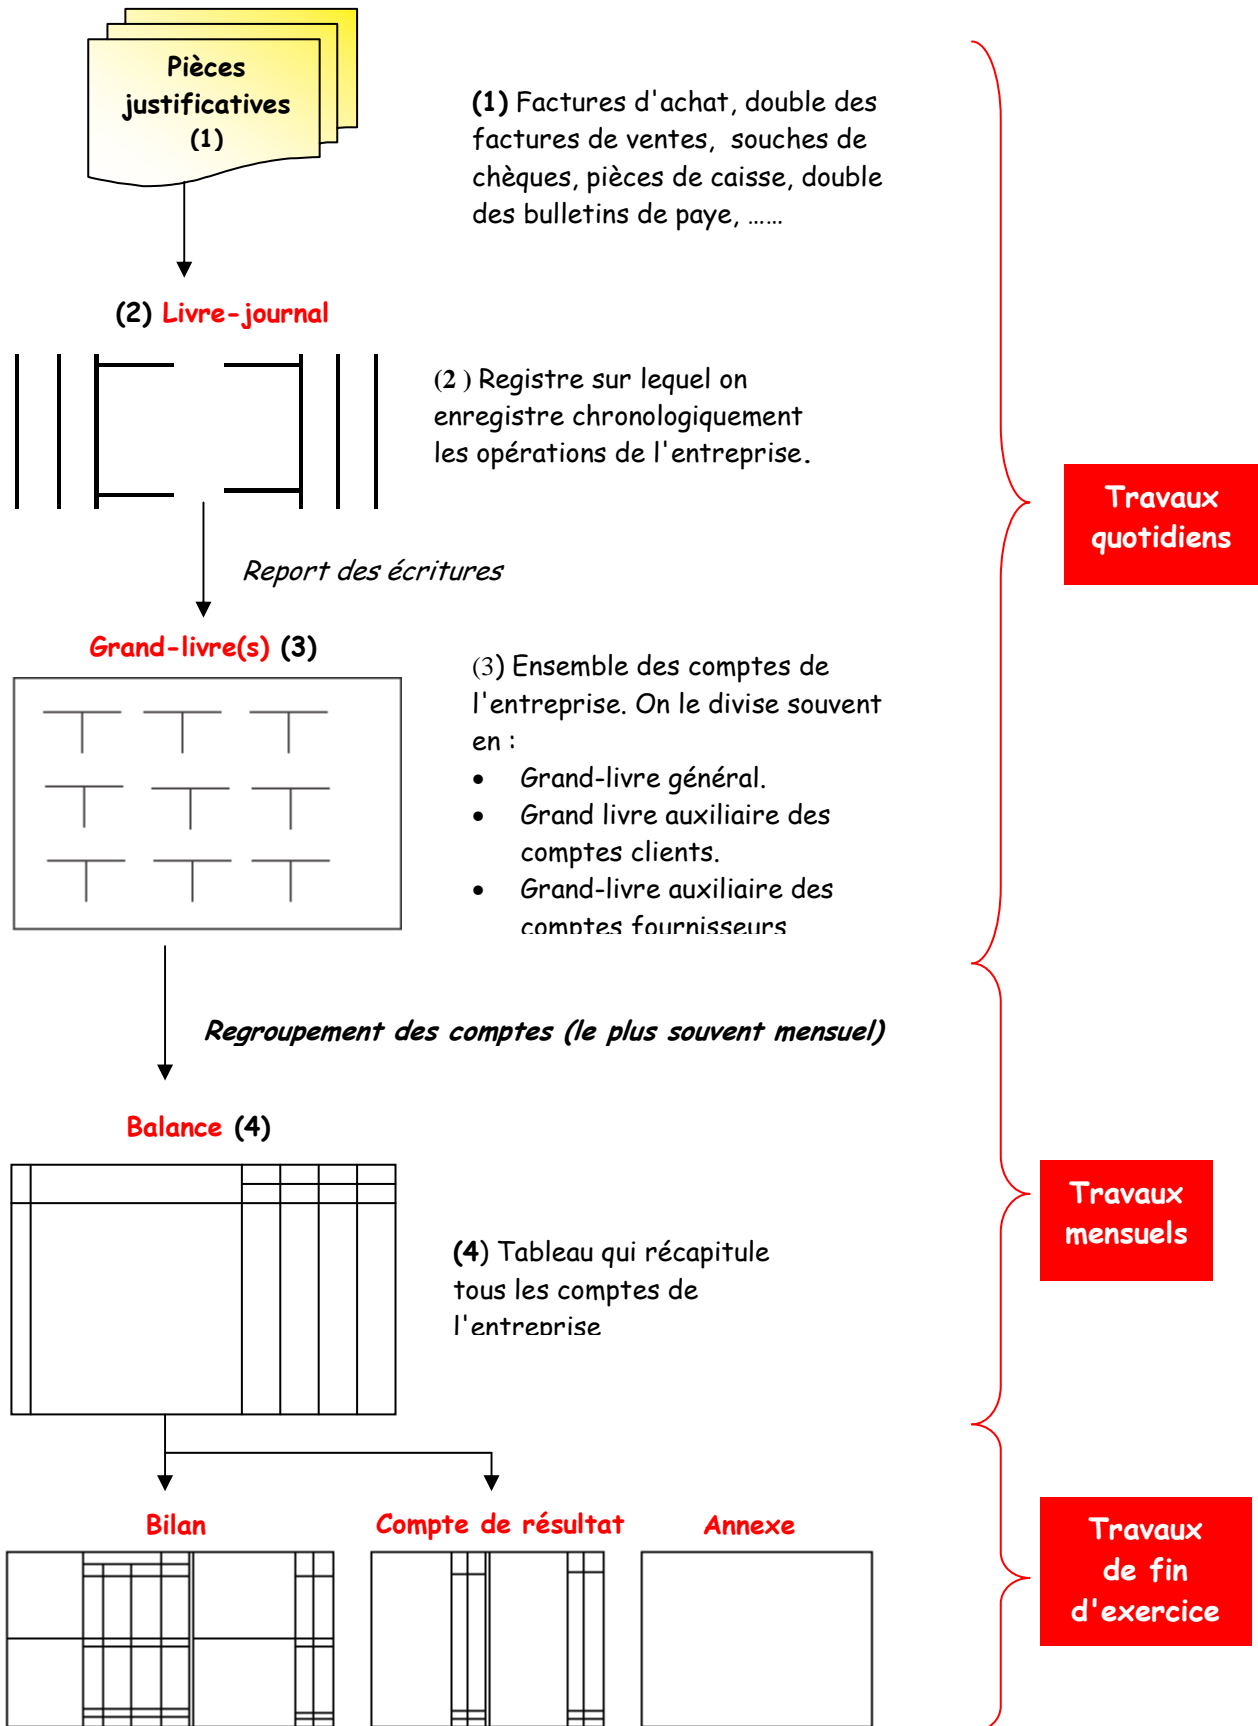 Pièces
justificatives
(1)
(1) Factures d'achat, double des
factures de ventes, souches de
chèques, pièces de caisse, double
des bulletins de paye, ......
(2) Livre-journal
(2 ) Registre sur lequel on
enregistre chronologiquement
les opérations de l'entreprise.
Travaux
quotidiens
Report des écritures
Grand-livre(s) (3)
(3) Ensemble des comptes de
l'entreprise. On le divise souvent
en :
• Grand-livre général.
• Grand livre auxiliaire des
comptes clients.
• Grand-livre auxiliaire des
comptes fournisseurs
Regroupement des comptes (le plus souvent mensuel)
Balance (4)
Travaux
mensuels
(4) Tableau qui récapitule
tous les comptes de
l'entreprise
Bilan
Compte de résultat
Annexe
Travaux
de fin
d'exercice